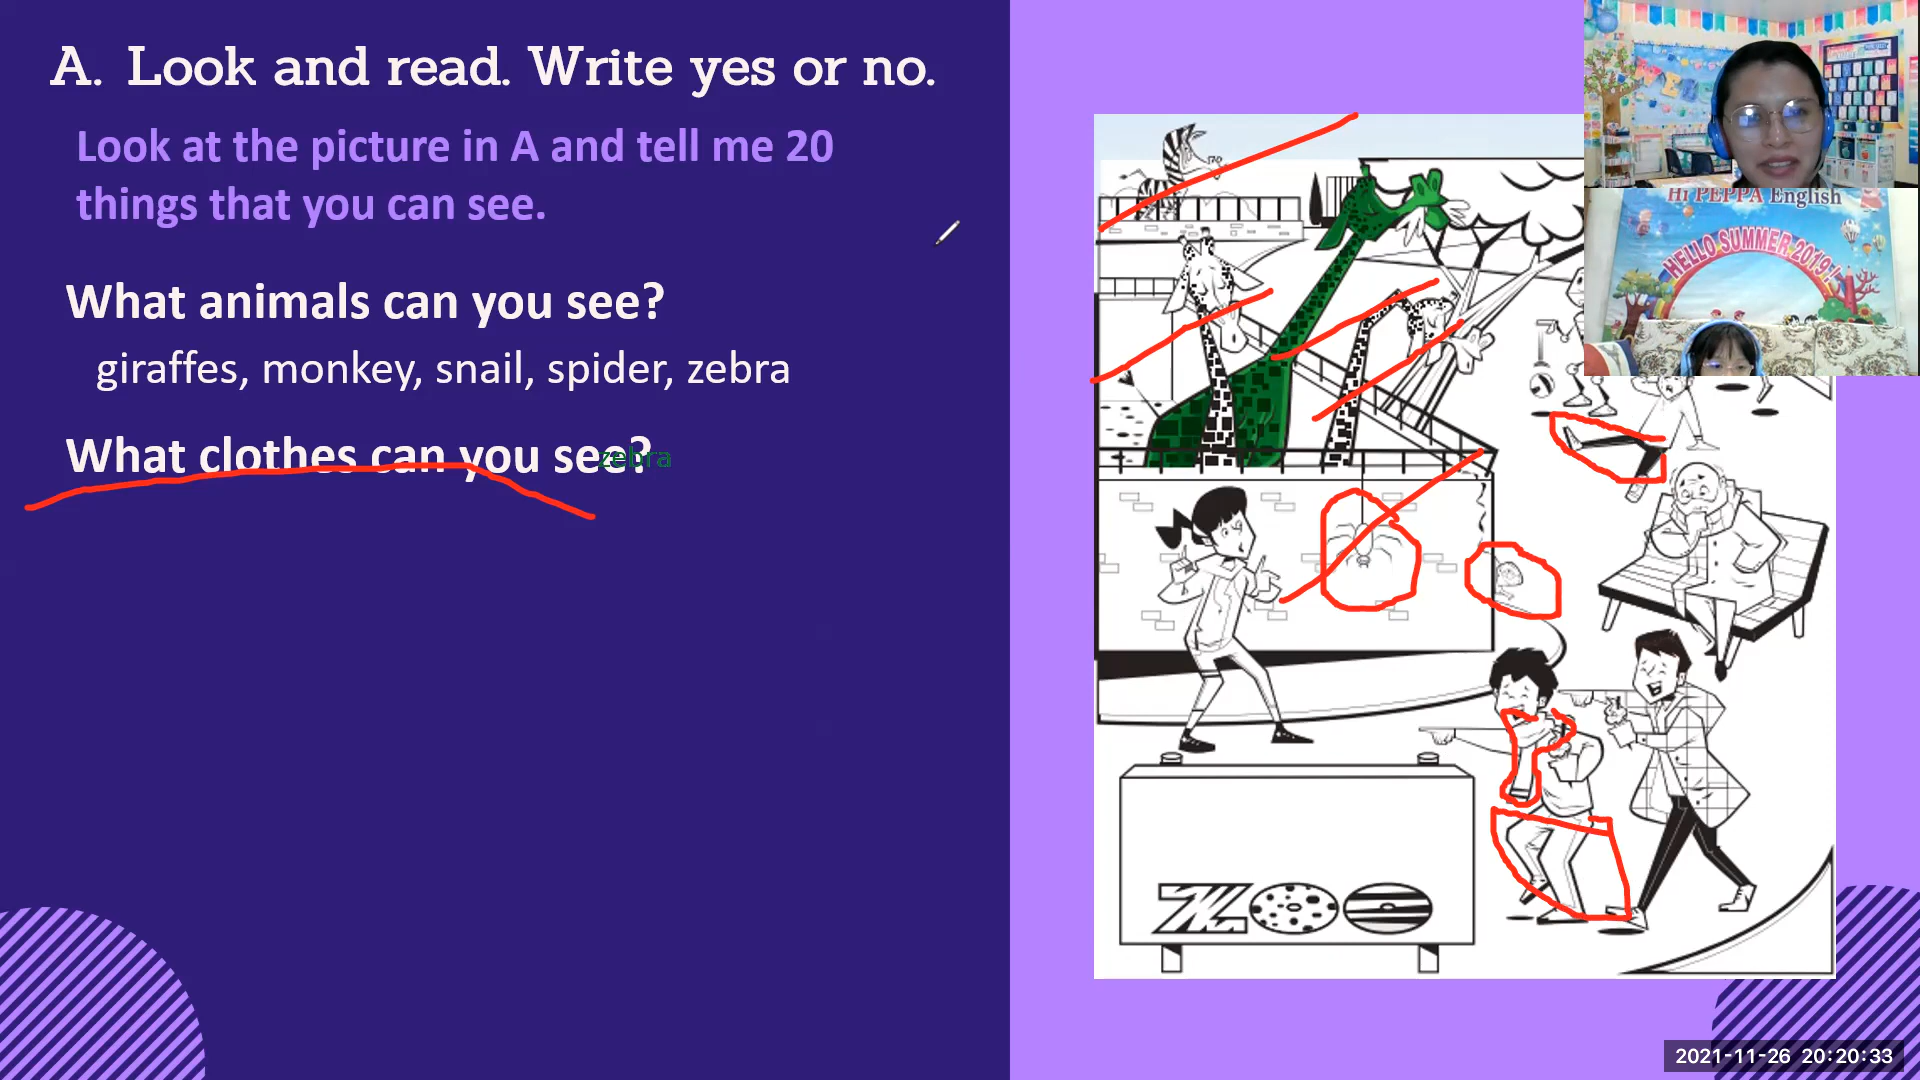 A. Look and read. Write yes or no.
Look at the picture in A and tell me 20
things that you can see.
What animals can you see?
giraffes, monkey, snail, spider, zebra
What clothes can you see?
zebra
Hi PEPPA English
HELLO SUMMER 2019!
ZOO
2021-11-26 20:20:33